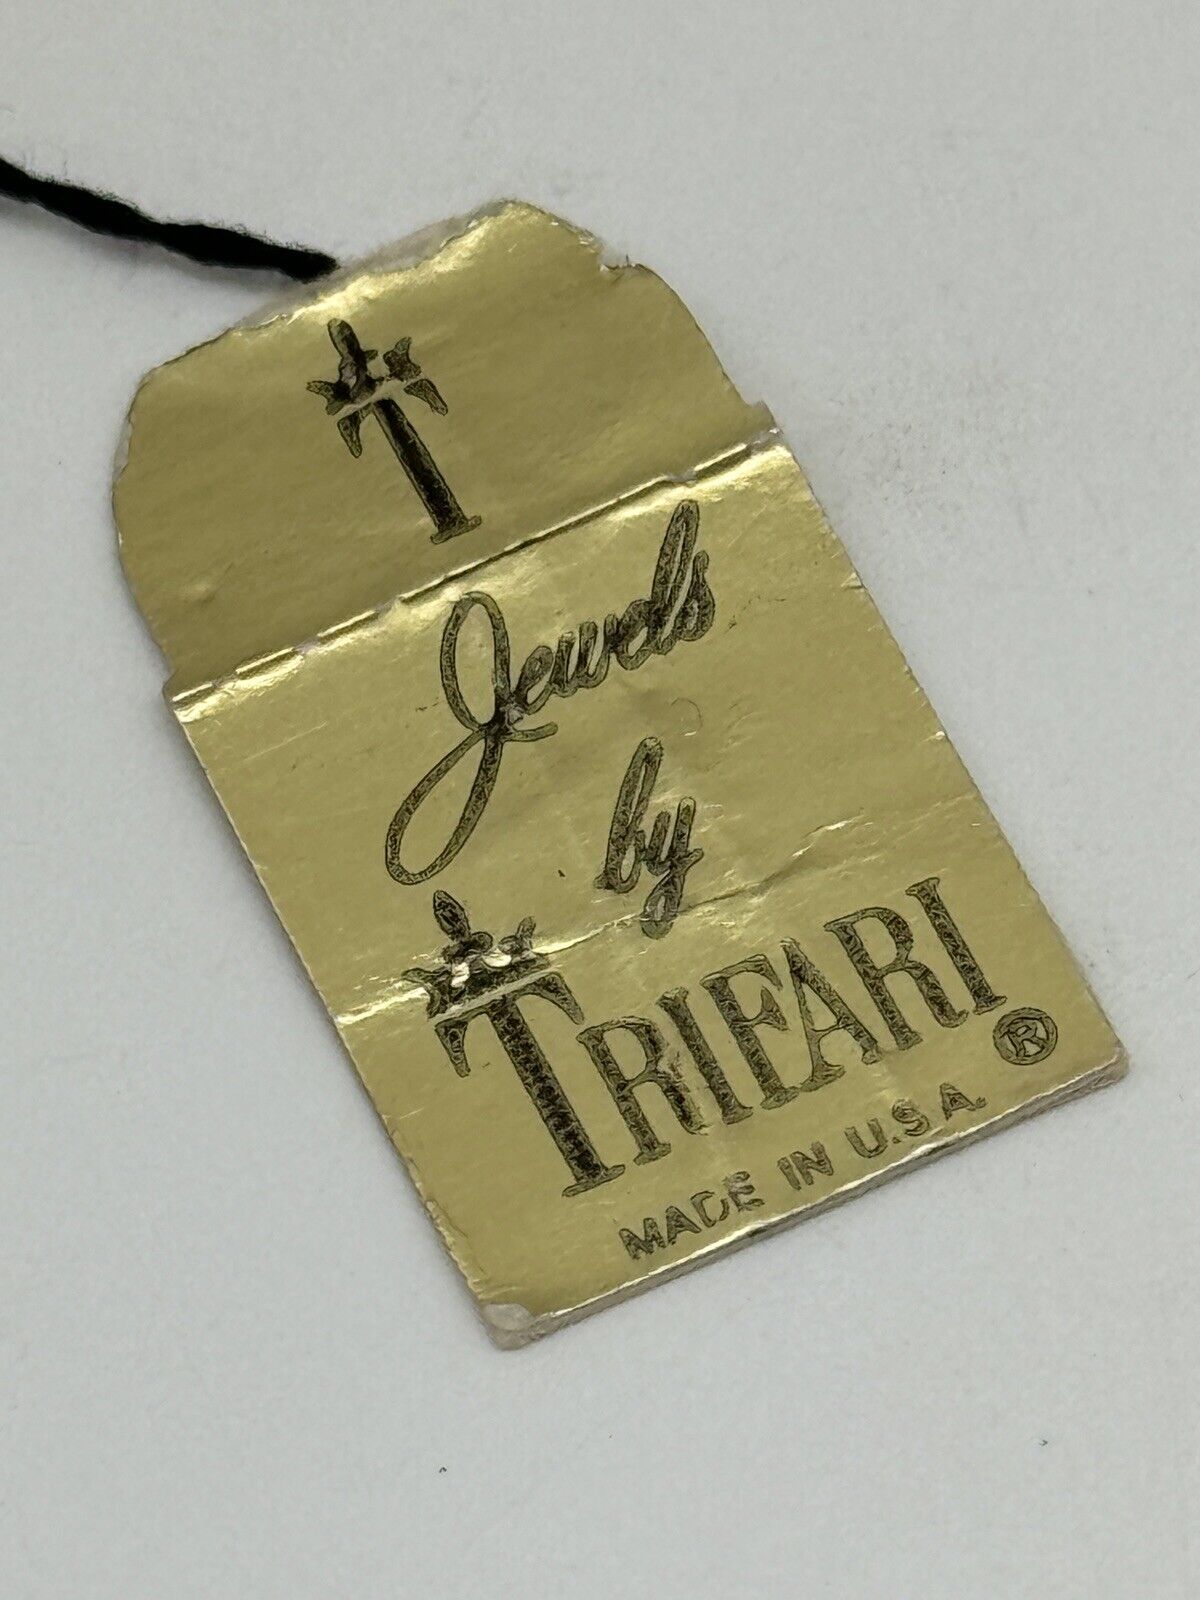 T
Jewels
by
TRIFARI ®
MADE IN U.S.A.